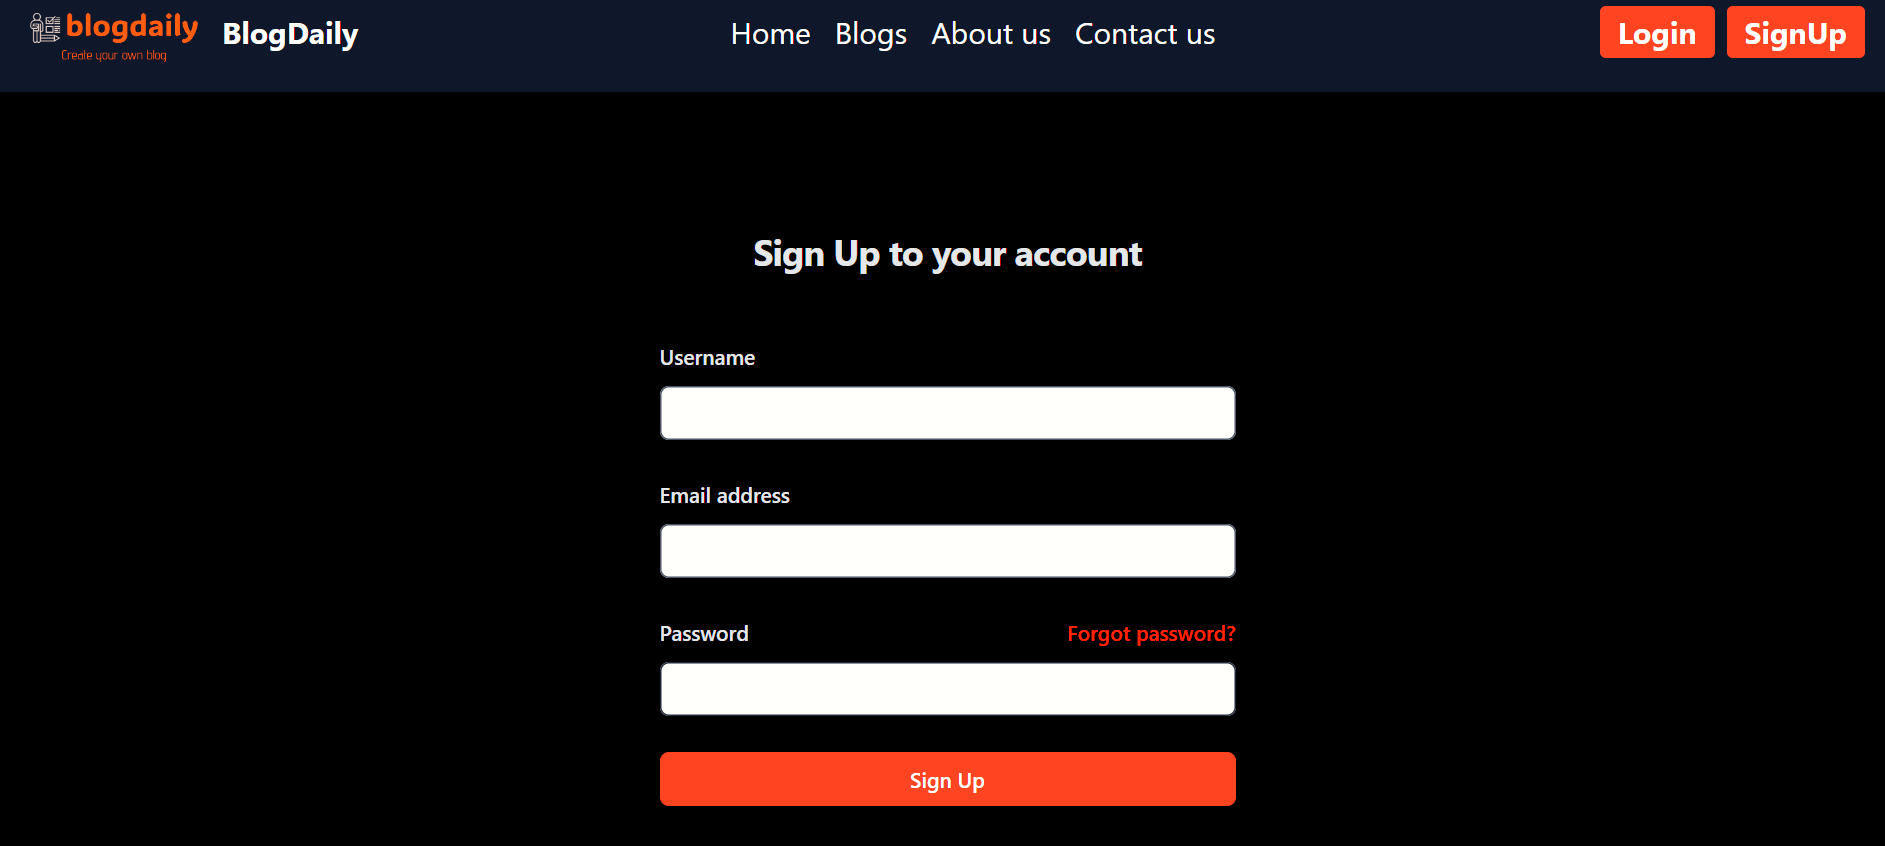 blogdaily
Create your own blog
BlogDaily
Home Blogs About us Contact us
Login SignUp
Sign Up to your account
Username
Email address
Password Forgot password?
Sign Up